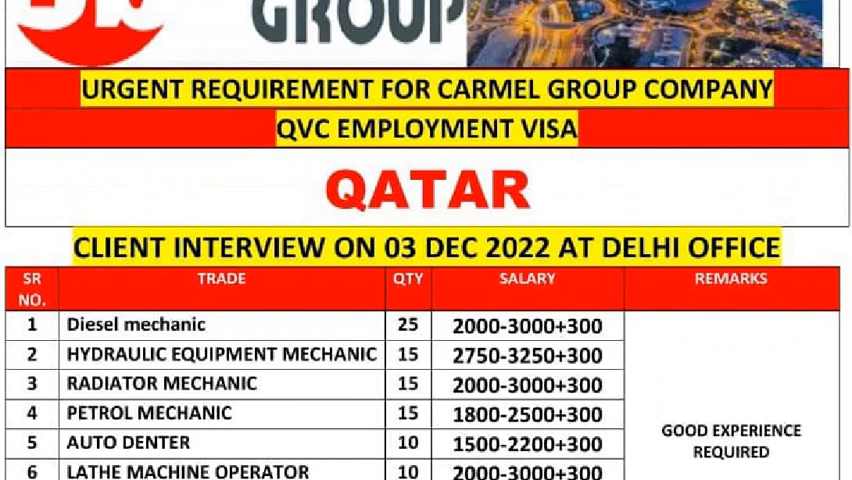 GROUP
URGENT REQUIREMENT FOR CARMEL GROUP COMPANY
QVC EMPLOYMENT VISA
QATAR
CLIENT INTERVIEW ON 03 DEC 2022 AT DELHI OFFICE
SR NO. TRADE QTY SALARY REMARKS
1 Diesel mechanic 25 2000-3000+300
2 HYDRAULIC EQUIPMENT MECHANIC 15 2750-3250+300
3 RADIATOR MECHANIC 15 2000-3000+300
4 PETROL MECHANIC 15 1800-2500+300
5 AUTO DENTER 10 1500-2200+300
6 LATHE MACHINE OPERATOR 10 2000-3000+300
GOOD EXPERIENCE
REQUIRED